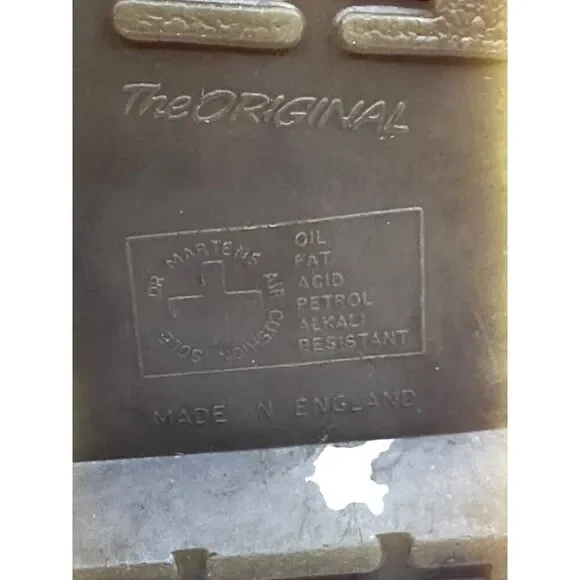 The ORIGINAL
DR MARTENS AIR CUSHION SOLE
OIL
FAT
ACID
PETROL
ALKALI
RESISTANT
MADE IN ENGLAND